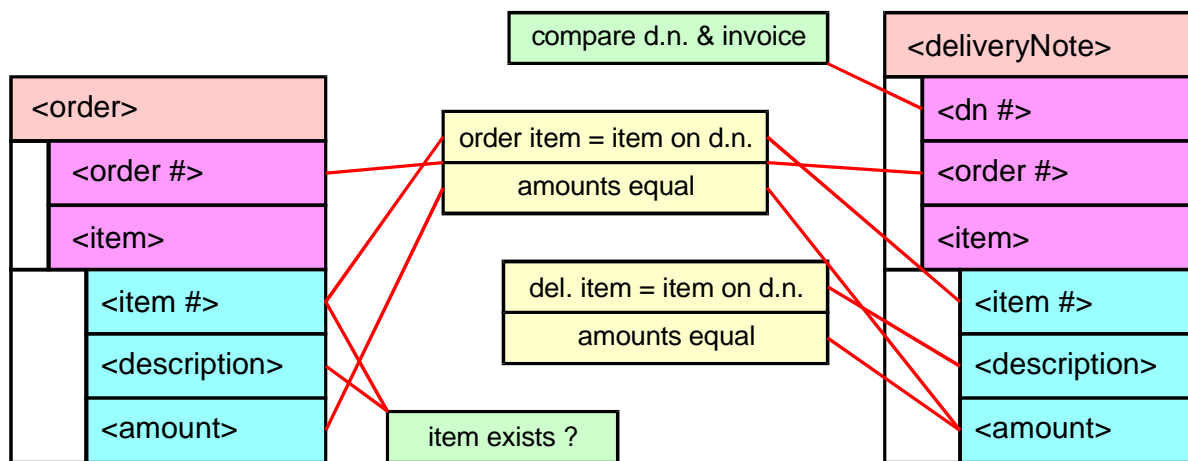 compare d.n. & invoice
<deliveryNote>
<order>
<dn #>
order item = item on d.n.
<order #>
<order #>
amounts equal
<item>
<item>
del. item = item on d.n.
<item #>
<item #>
amounts equal
<description>
<description>
<amount>
item exists ?
<amount>